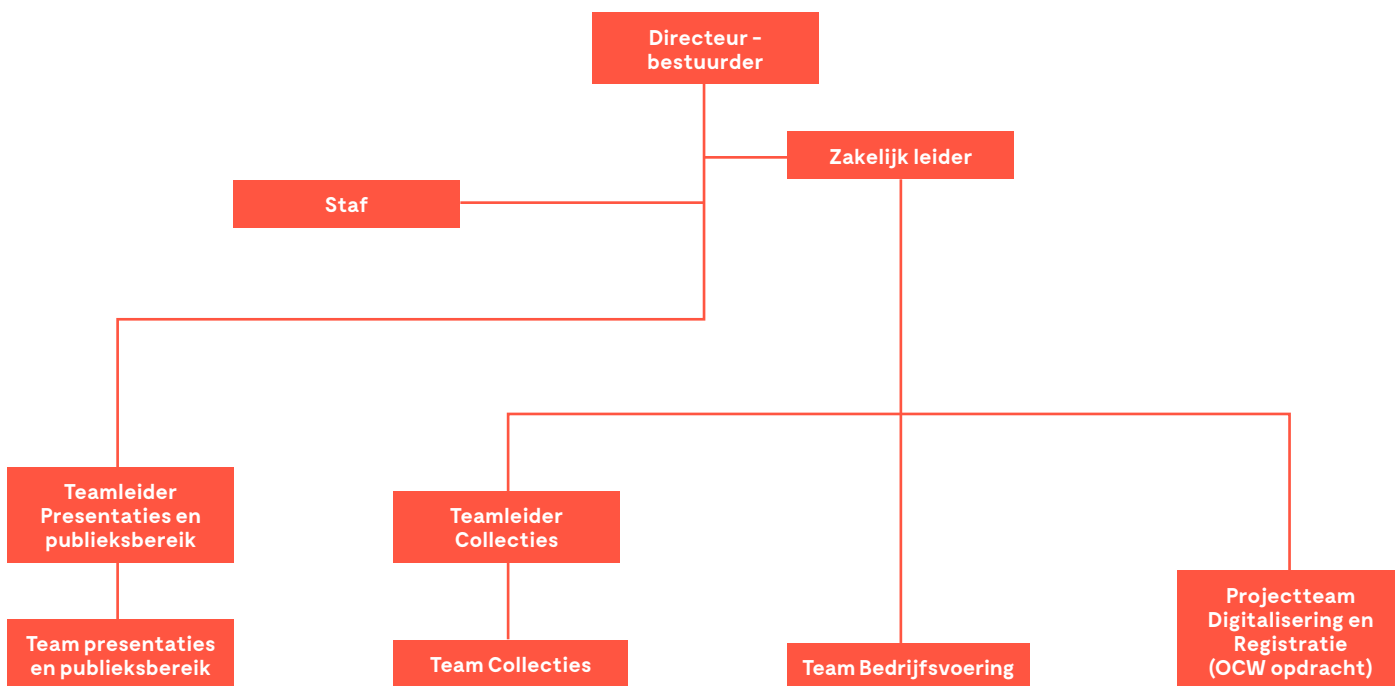 Directeur -
bestuurder
Zakelijk leider
Staf
Teamleider
Presentaties en
publieksbereik
Teamleider
Collecties
Projectteam
Digitalisering en
Registratie
(OCW opdracht)
Team presentaties
en publieksbereik
Team Collecties
Team Bedrijfsvoering